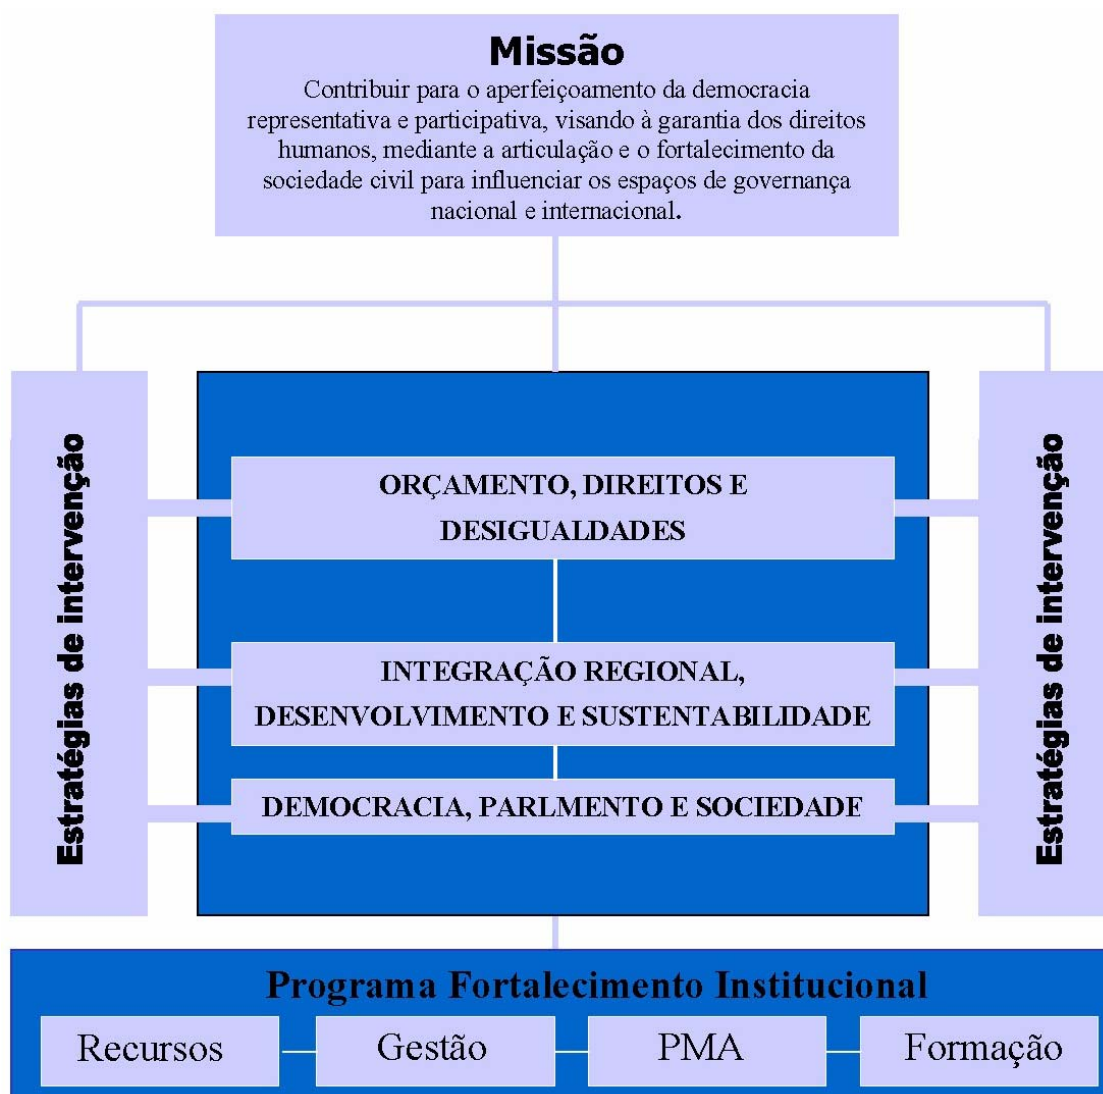 Missão
Contribuir para o aperfeiçoamento da democracia
representativa e participativa, visando à garantia dos direitos
humanos, mediante a articulação e o fortalecimento da
sociedade civil para influenciar os espaços de governança
nacional e internacional.
Estratégias de intervenção
ORÇAMENTO, DIREITOS E
DESIGUALDADES
INTEGRAÇÃO REGIONAL,
DESENVOLVIMENTO E SUSTENTABILIDADE
DEMOCRACIA, PARLMENTO E SOCIEDADE
Estratégias de intervenção
Programa Fortalecimento Institucional
Recursos
Gestão
PMA
Formação